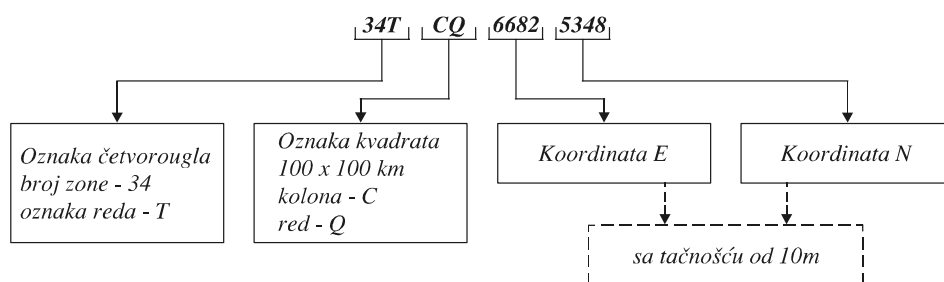 34T CQ 6682 5348
Oznaka četvorougla
broj zone - 34
oznaka reda - T
Oznaka kvadrata
100 x 100 km
kolona - C
red - Q
Koordinata E
Koordinata N
sa tačnošću od 10m